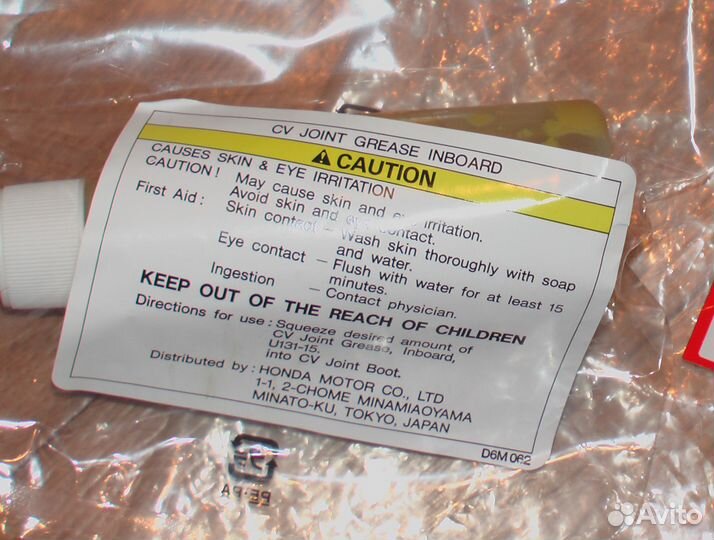 CV JOINT GREASE INBOARD
CAUTION
CAUSES SKIN & EYE IRRITATION
CAUTION! May cause skin and eye irritation.
Avoid skin and eye contact.
First Aid: Skin contact – Wash skin thoroughly with soap
and water.
Eye contact – Flush with water for at least 15
minutes.
Ingestion – Contact physician.
KEEP OUT OF THE REACH OF CHILDREN
Directions for use: Squeeze desired amount of
CV Joint Grease, Inboard,
U131-15,
into CV Joint Boot.
Distributed by: HONDA MOTOR CO., LTD
1-1, 2-CHOME MINAMIAOYAMA
MINATO-KU, TOKYO, JAPAN
D6M 062
PE·PA
Avito